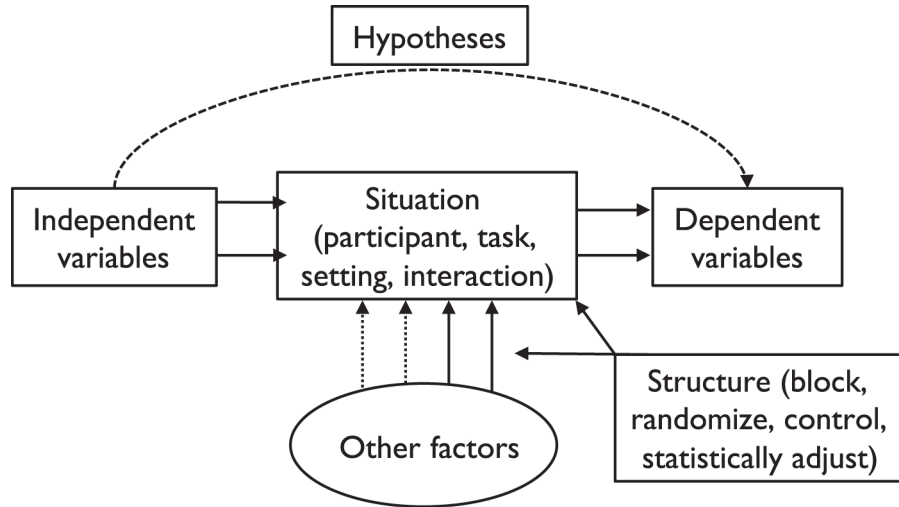 Hypotheses
Independent
variables
Situation
(participant, task,
setting, interaction)
Dependent
variables
Other factors
Structure (block,
randomize, control,
statistically adjust)